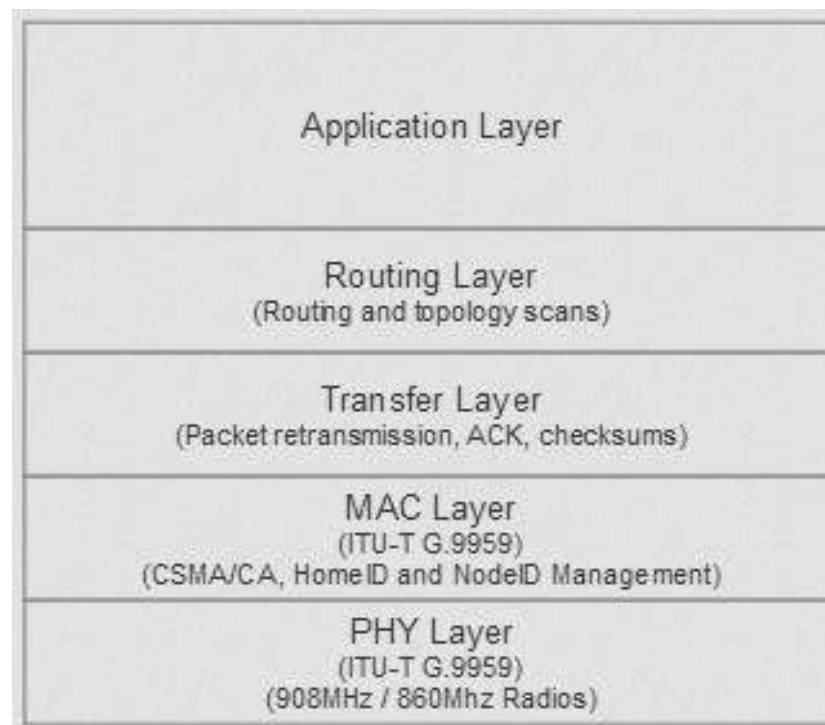 Application Layer
Routing Layer
(Routing and topology scans)
Transfer Layer
(Packet retransmission, ACK, checksums)
MAC Layer
(ITU-T G.9959)
(CSMA/CA, HomeID and NodeID Management)
PHY Layer
(ITU-T G.9959)
(908MHz / 860Mhz Radios)